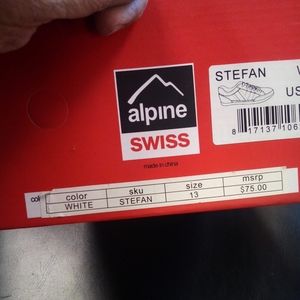 STEFAN
US
8 17137 106
alpine
SWISS
made in china
color sku size msrp
WHITE STEFAN 13 $75.00